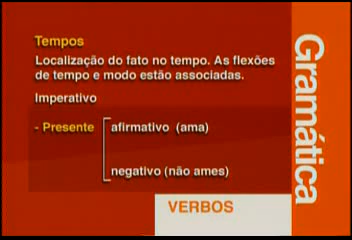 Tempos
Localização do fato no tempo. As flexões
de tempo e modo estão associadas.
Imperativo
- Presente afirmativo (ama)
negativo (não ames)
VERBOS
Gramática